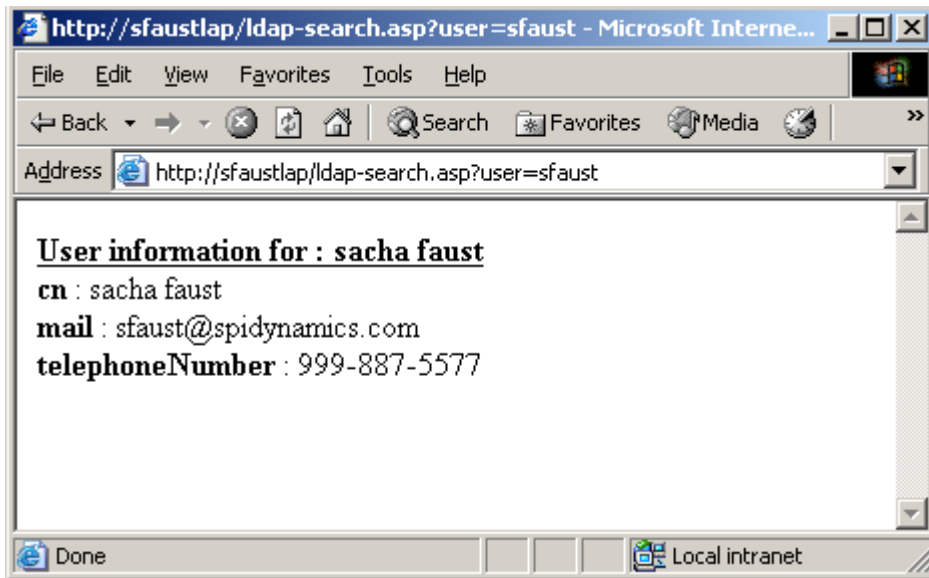 http://sfaustlap/ldap-search.asp?user=sfaust - Microsoft Interne...
File Edit View Favorites Tools Help
Back Search Favorites Media »
Address http://sfaustlap/ldap-search.asp?user=sfaust
User information for : sacha faust
cn : sacha faust
mail : sfaust@spidynamics.com
telephoneNumber : 999-887-5577
Done Local intranet